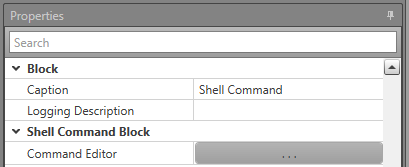 Properties
Search
Block
Caption Shell Command
Logging Description
Shell Command Block
Command Editor ...